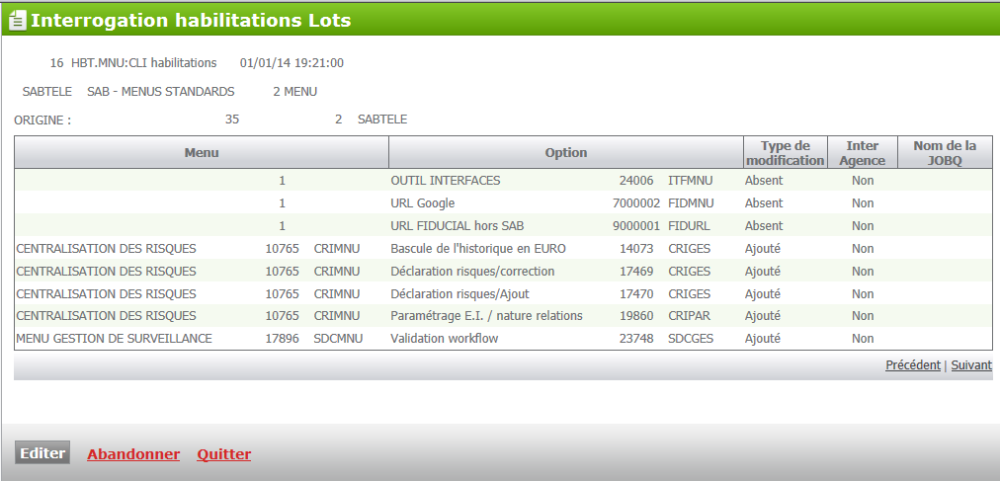 Interrogation habilitations Lots
16 HBT.MNU:CLI habilitations 01/01/14 19:21:00
SABTELE SAB - MENUS STANDARDS 2 MENU
ORIGINE : 35 2 SABTELE
Menu Option Type de modification Inter Agence Nom de la JOBQ
1 OUTIL INTERFACES 24006 ITFMNU Absent Non
1 URL Google 7000002 FIDMNU Absent Non
1 URL FIDUCIAL hors SAB 9000001 FIDURL Absent Non
CENTRALISATION DES RISQUES 10765 CRIMNU Bascule de l'historique en EURO 14073 CRIGES Ajouté Non
CENTRALISATION DES RISQUES 10765 CRIMNU Déclaration risques/correction 17469 CRIGES Ajouté Non
CENTRALISATION DES RISQUES 10765 CRIMNU Déclaration risques/Ajout 17470 CRIGES Ajouté Non
CENTRALISATION DES RISQUES 10765 CRIMNU Paramétrage E.I. / nature relations 19860 CRIPAR Ajouté Non
MENU GESTION DE SURVEILLANCE 17896 SDCMNU Validation workflow 23748 SDCGES Ajouté Non
Précédent | Suivant
Editer Abandonner Quitter